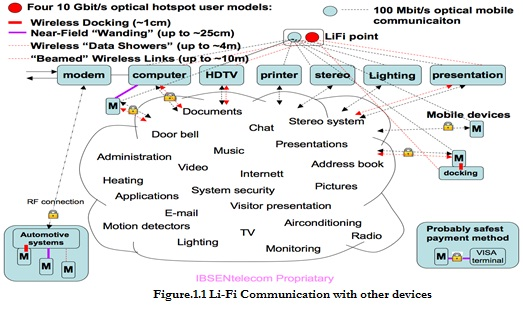 Four 10 Gbit/s optical hotspot user models:
Wireless Docking (~1cm)
Near-Field “Wanding” (up to ~25cm)
Wireless “Data Showers” (up to ~4m)
“Beamed” Wireless Links (up to ~10m)
100 Mbit/s optical mobile
communicaiton
LiFi point
modem
computer
HDTV
printer
stereo
Lighting
presentation
M
Documents
Door bell
Chat
Stereo system
Mobile devices
M
Music
Presentations
Administration
Video
Internett
Address book
M
docking
Heating
System security
Pictures
Applications
Visitor presentation
RF connection
E-mail
Motion detectors
Airconditioning
TV
Radio
Lighting
Monitoring
Automotive
systems
M
M
M
Probably safest
payment method
M
VISA
terminal
IBSENtelecom Propriatary
Figure.1.1 Li-Fi Communication with other devices